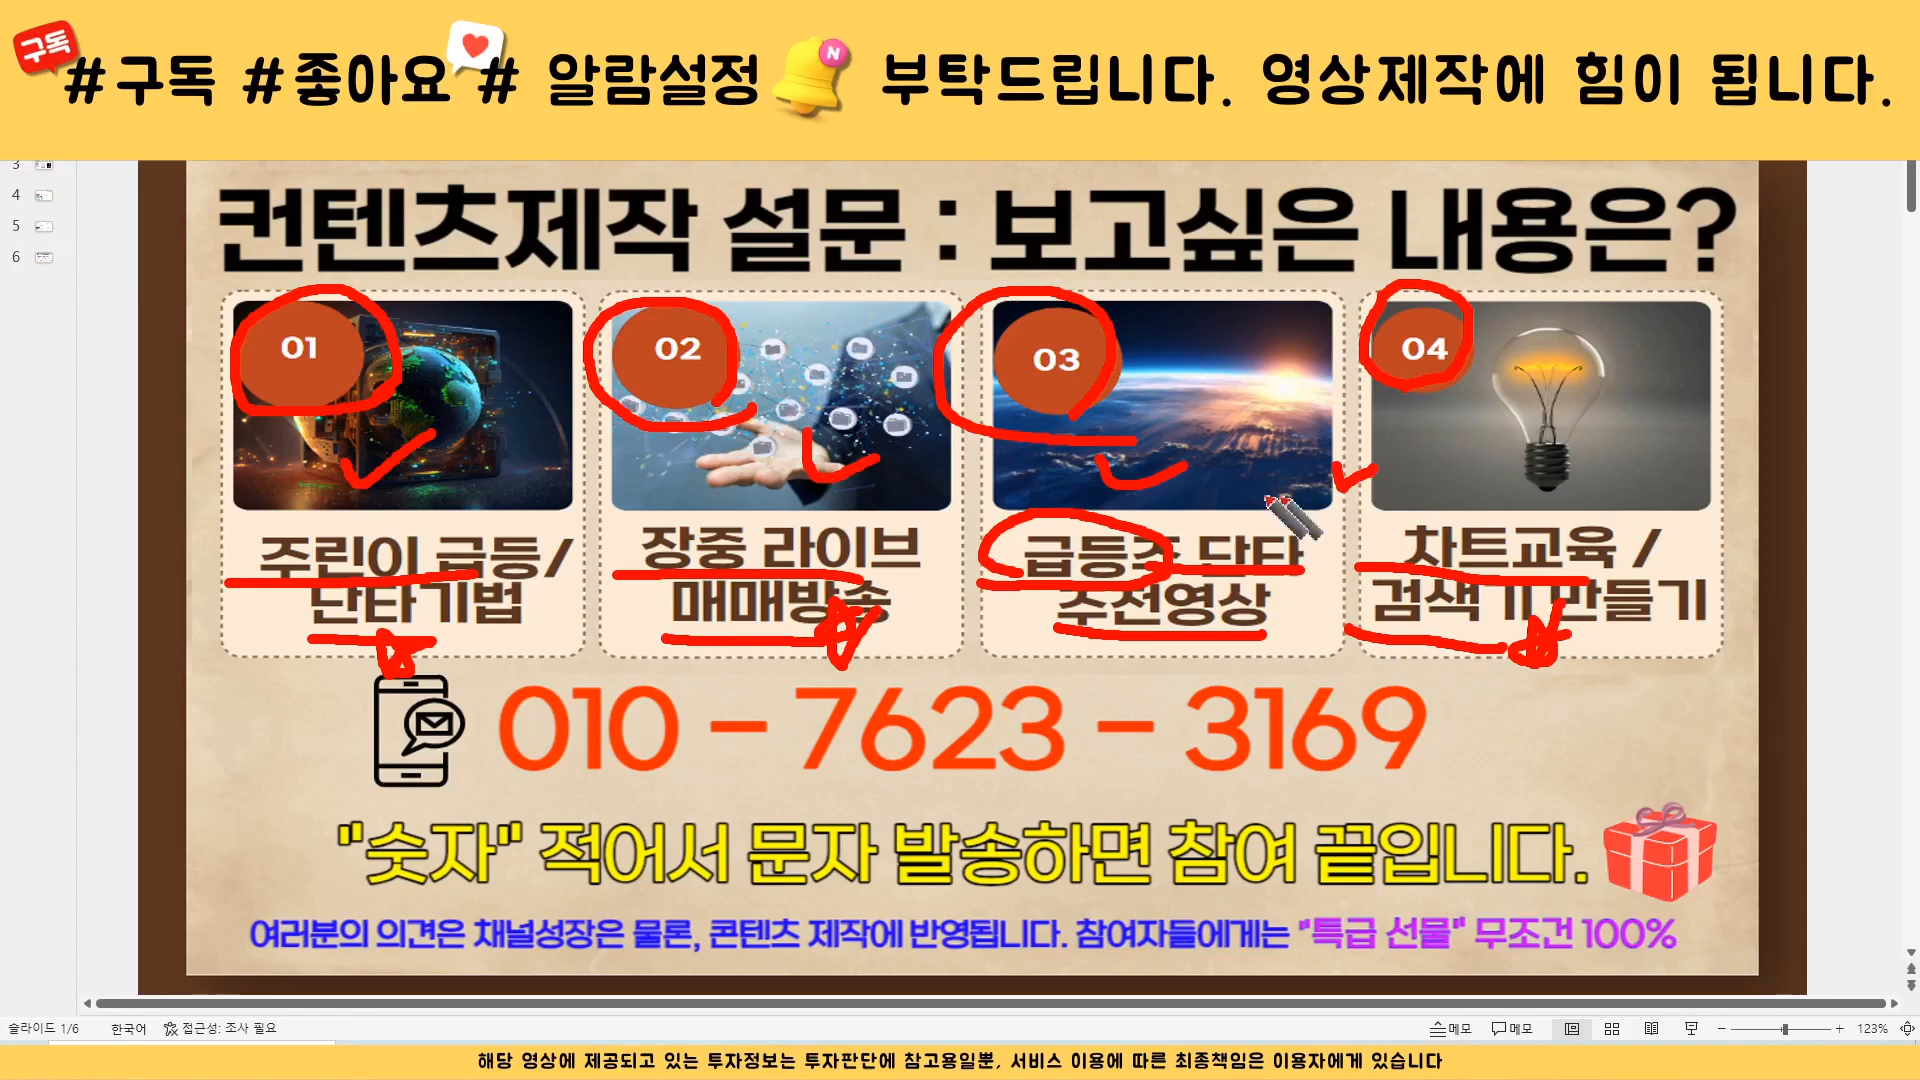 구독
#구독 #좋아요 # 알람설정 N 부탁드립니다. 영상제작에 힘이 됩니다.
3
4
5
6
컨텐츠제작 설문 : 보고싶은 내용은?
01
02
03
04
주린이 급등/
단타기법
장중 라이브
매매방송
급등주 단타
추천영상
차트교육 /
검색기만들기
010 - 7623 - 3169
"숫자" 적어서 문자 발송하면 참여 끝입니다.
여러분의 의견은 채널성장은 물론, 콘텐츠 제작에 반영됩니다. 참여자들에게는 "특급 선물" 무조건 100%
슬라이드 1/6 한국어 접근성: 조사 필요 메모 메모 123%
해당 영상에 제공되고 있는 투자정보는 투자판단에 참고용일뿐, 서비스 이용에 따른 최종책임은 이용자에게 있습니다